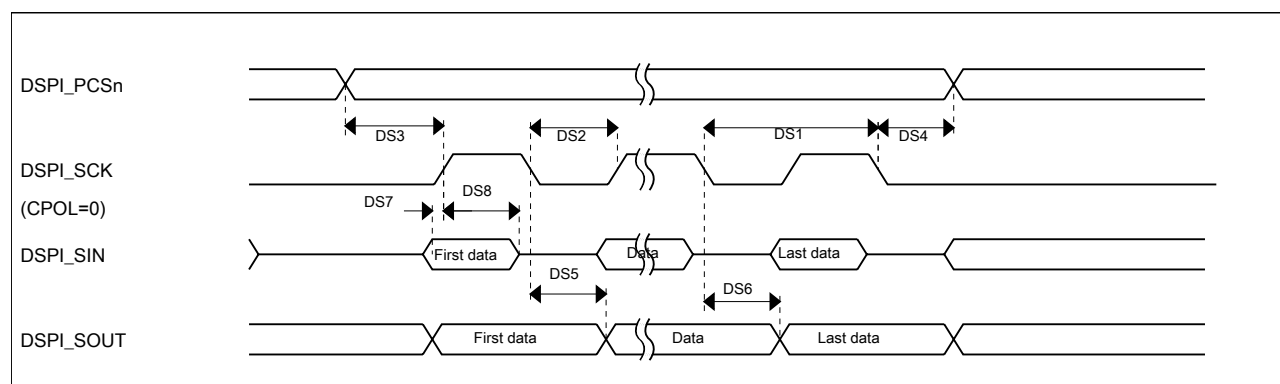 DSPI_PCSn
DS3
DS2
DS1
DS4
DSPI_SCK
(CPOL=0)
DS7
DS8
DSPI_SIN
First data
Data
Last data
DS5
DS6
DSPI_SOUT
First data
Data
Last data